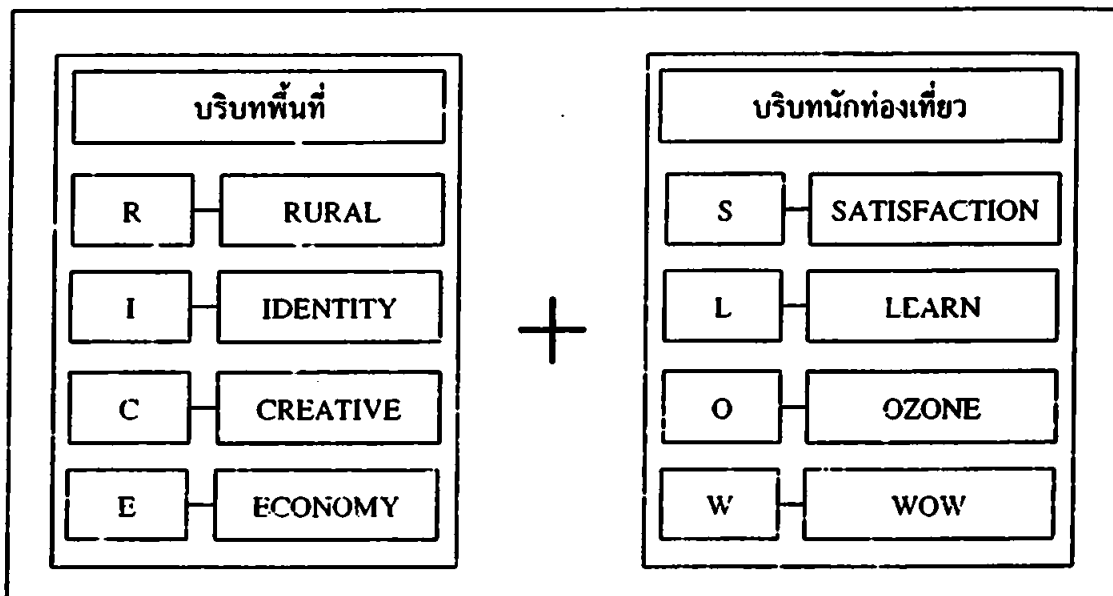 บริบทพื้นที่
R RURAL
I IDENTITY
C CREATIVE
E ECONOMY
+
บริบทนักท่องเที่ยว
S SATISFACTION
L LEARN
O OZONE
W WOW